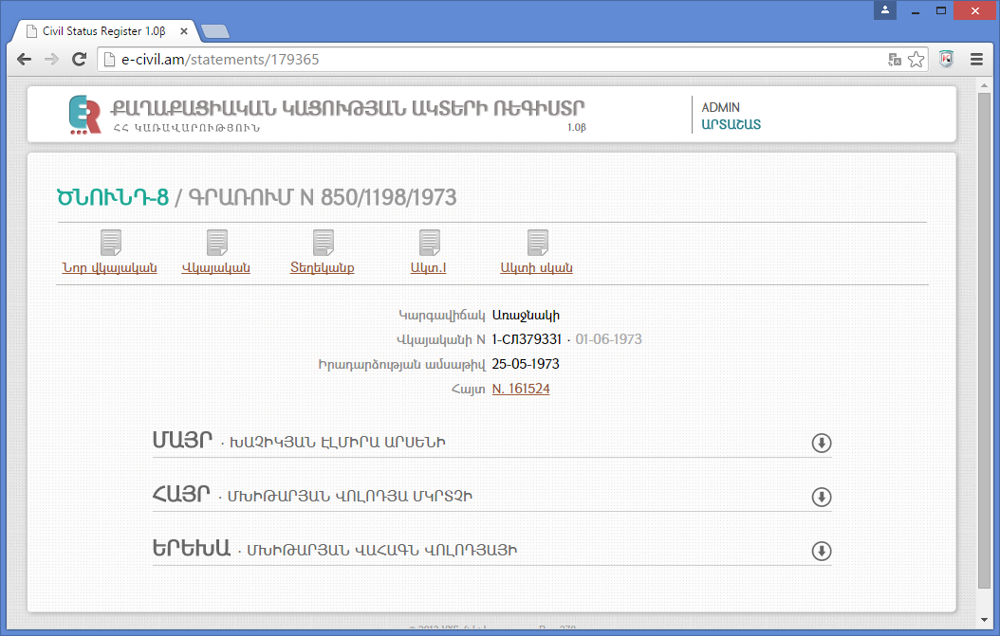 Civil Status Register 1.0β
e-civil.am/statements/179365
ՔԱՂԱՔԱՑԻԱԿԱՆ ԿԱՑՈՒԹՅԱՆ ԱԿՏԵՐԻ ՌԵԳԻՍՏՐ
ՀՀ ԿԱՌԱՎԱՐՈՒԹՅՈՒՆ
1.0β
ADMIN
ԱՐՏԱՇԱՏ
ԾՆՈՒՆԴ-8 / ԳՐԱՌՈՒՄ N 850/1198/1973
Նոր վկայական Վկայական Տեղեկանք Ակտ.I Ակտի սկան
Կարգավիճակ Առաջնակի
Վկայականի N 1-СЛ379331 · 01-06-1973
Իրադարձության ամսաթիվ 25-05-1973
Հայտ N. 161524
ՄԱՅՐ · ԽԱՉԻԿՅԱՆ ԷԼՄԻՐԱ ԱՐՍԵՆԻ
ՀԱՅՐ · ՄԽԻԹԱՐՅԱՆ ՎՈԼՈԴՅԱ ՄԿՐՏՉԻ
ԵՐԵԽԱ · ՄԽԻԹԱՐՅԱՆ ՎԱՀԱԳՆ ՎՈԼՈԴՅԱՅԻ